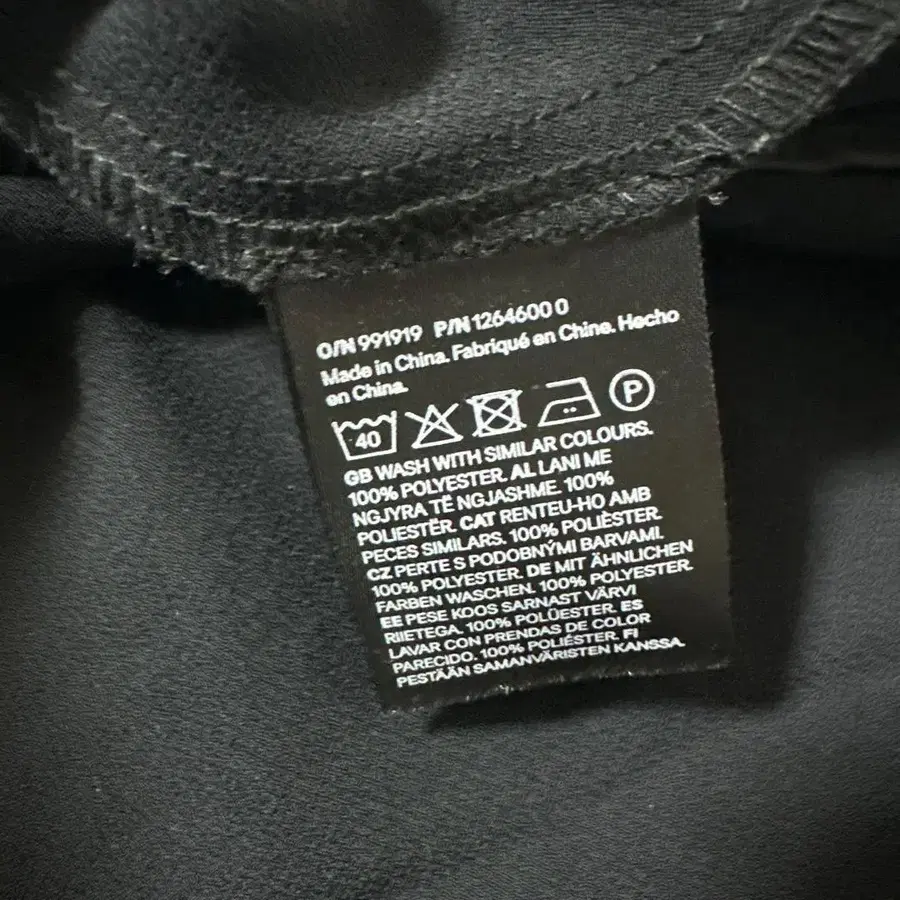 O/N 991919 P/N 1264600 0
Made in China. Fabriqué en Chine. Hecho
en China.
40 P
GB WASH WITH SIMILAR COLOURS.
100% POLYESTER. AL LANI ME
NGJYRA TË NGJASHME. 100%
POLIESTËR. CAT RENTEU-HO AMB
PECES SIMILARS. 100% POLIÈSTER.
CZ PERTE S PODOBNÝMI BARVAMI.
100% POLYESTER. DE MIT ÄHNLICHEN
FARBEN WASCHEN. 100% POLYESTER.
EE PESE KOOS SARNAST VÄRVI
RIIETEGA. 100% POLÜESTER. ES
LAVAR CON PRENDAS DE COLOR
PARECIDO. 100% POLIÉSTER. FI
PESTÄÄN SAMANVÄRISTEN KANSSA.